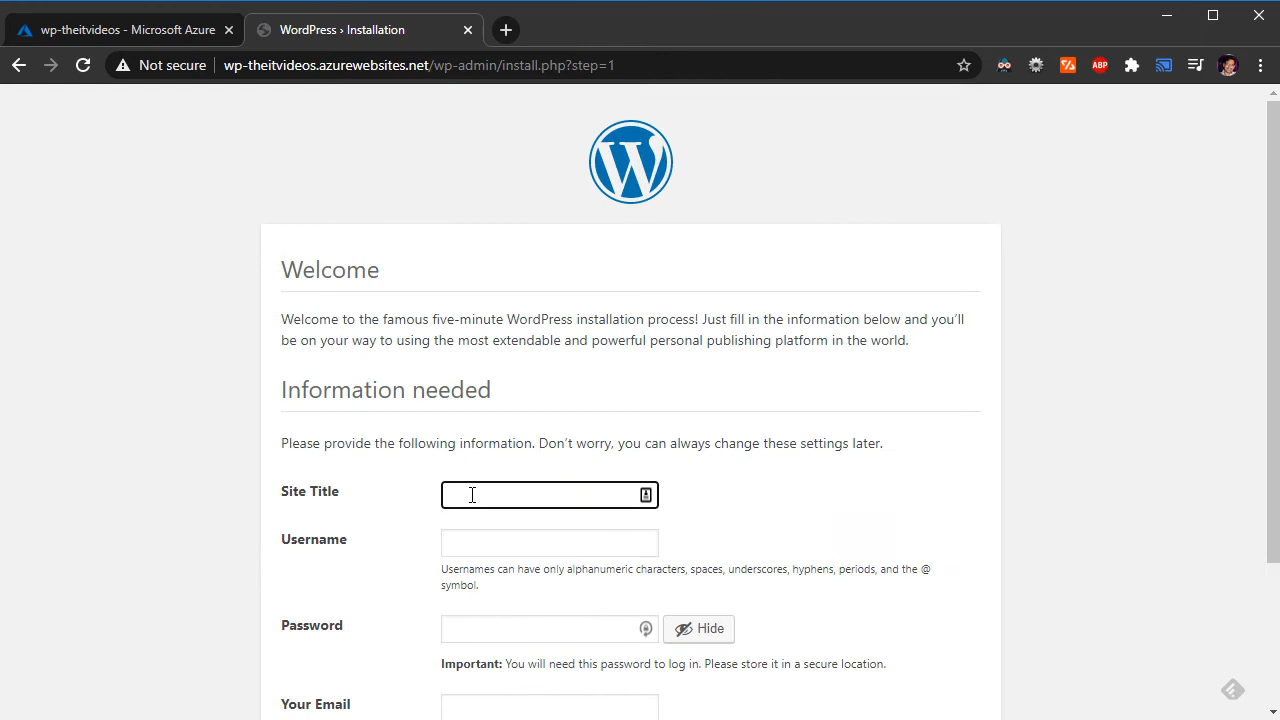 wp-theitvideos - Microsoft Azure
WordPress › Installation
Not secure
wp-theitvideos.azurewebsites.net/wp-admin/install.php?step=1
ABP
W
Welcome
Welcome to the famous five-minute WordPress installation process! Just fill in the information below and you’ll
be on your way to using the most extendable and powerful personal publishing platform in the world.
Information needed
Please provide the following information. Don’t worry, you can always change these settings later.
Site Title
Username
Usernames can have only alphanumeric characters, spaces, underscores, hyphens, periods, and the @
symbol.
Password
Hide
Important: You will need this password to log in. Please store it in a secure location.
Your Email